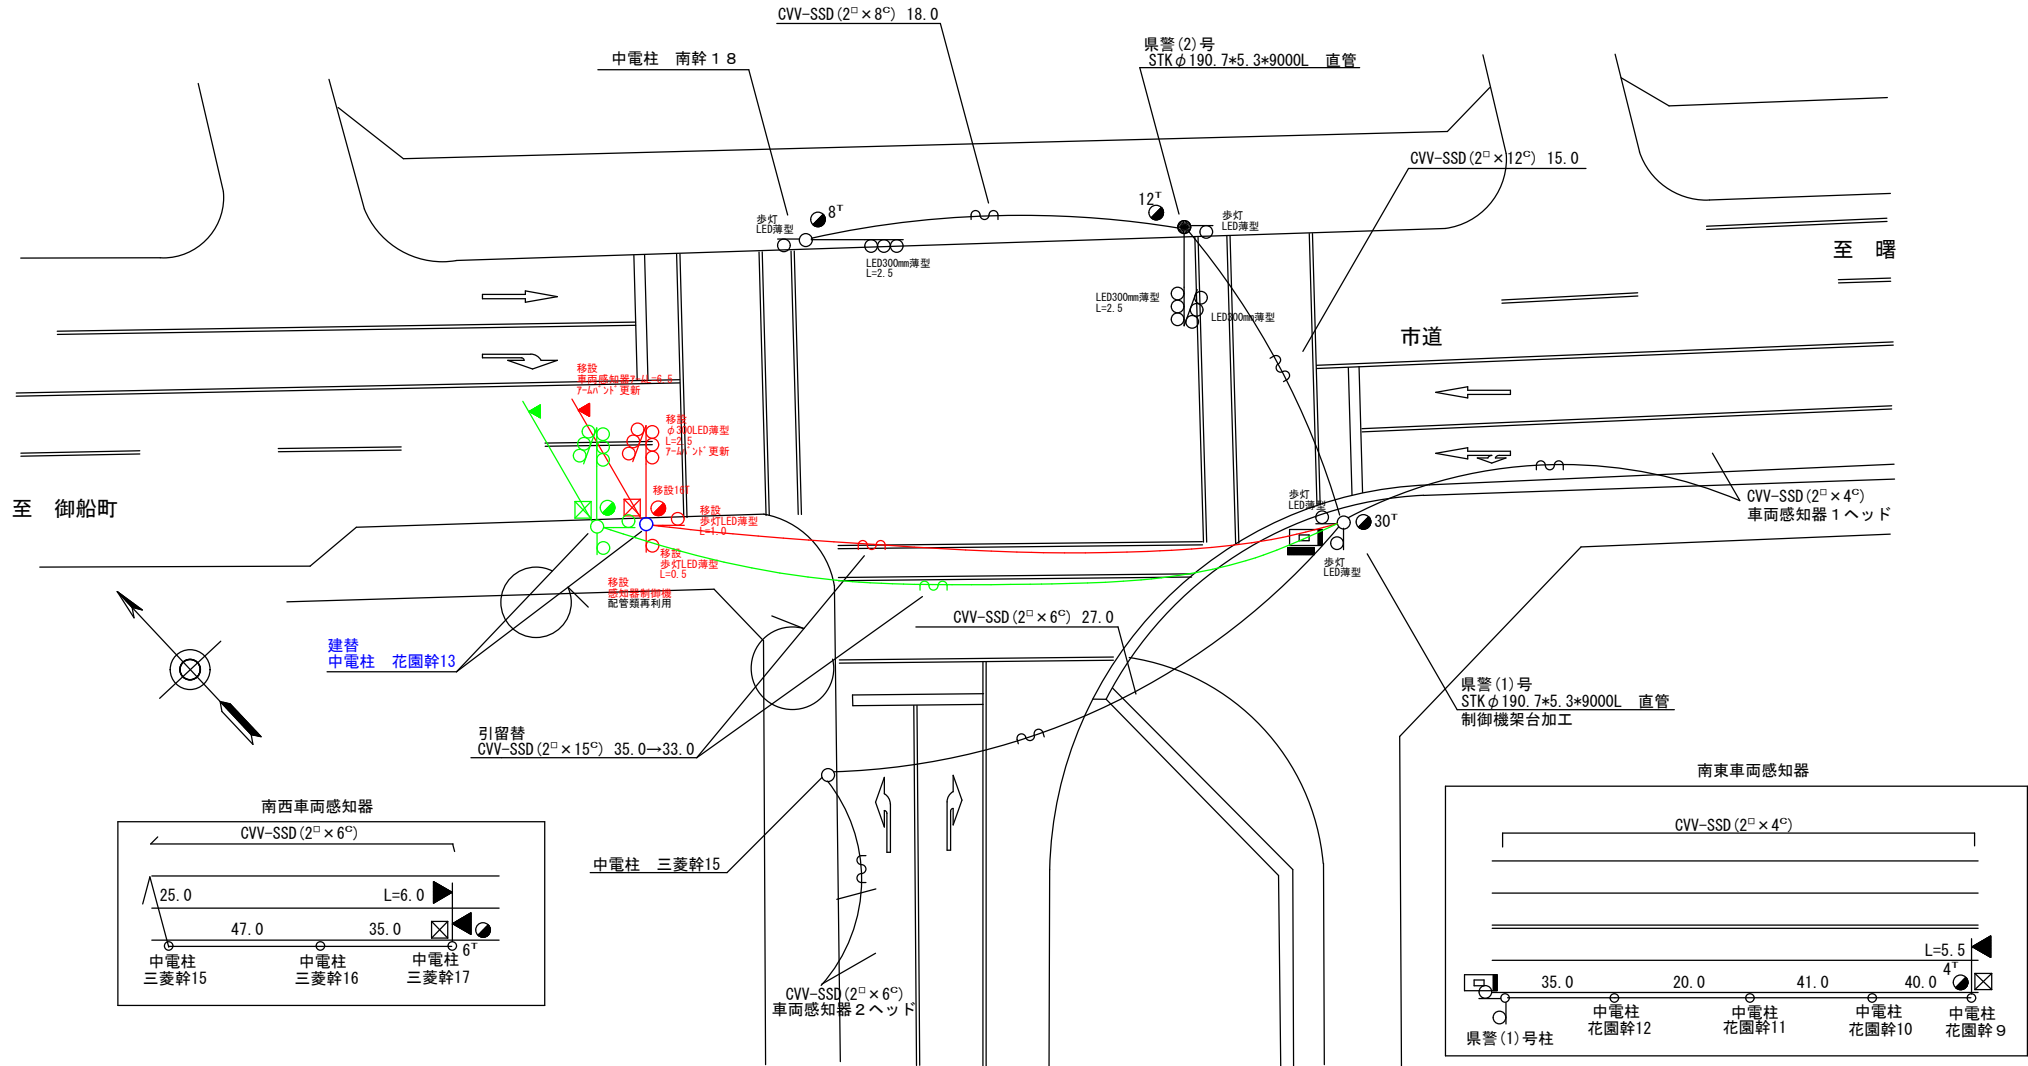 CVV-SSD(2□×8C) 18.0
中電柱　南幹１８
県警(2)号
STKφ190.7*5.3*9000L　直管
CVV-SSD(2□×12C) 15.0
歩灯
LED薄型
8T
12T
歩灯
LED薄型
LED300mm薄型
L=2.5
LED300mm薄型
L=2.5
LED300mm薄型
至　曙
市道
移設
車両感知器ｱｰﾑL=6.5
ｱｰﾑﾊﾞﾝﾄﾞ更新
移設
φ300LED薄型
L=2.5
ｱｰﾑﾊﾞﾝﾄﾞ更新
移設16T
移設
歩灯LED薄型
L=1.0
移設
歩灯LED薄型
L=0.5
移設
感知器制御機
配管類再利用
至　御船町
歩灯
LED薄型
30T
歩灯
LED薄型
CVV-SSD(2□×4C)
車両感知器１ヘッド
建替
中電柱　花園幹13
CVV-SSD(2□×6C) 27.0
引留替
CVV-SSD(2□×15C) 35.0→33.0
県警(1)号
STKφ190.7*5.3*9000L　直管
制御機架台加工
中電柱　三菱幹15
CVV-SSD(2□×6C)
車両感知器２ヘッド
南西車両感知器
CVV-SSD(2□×6C)
25.0
L=6.0
47.0
35.0
6T
中電柱
三菱幹15
中電柱
三菱幹16
中電柱
三菱幹17
南東車両感知器
CVV-SSD(2□×4C)
L=5.5
4T
35.0
20.0
41.0
40.0
県警(1)号柱
中電柱
花園幹12
中電柱
花園幹11
中電柱
花園幹10
中電柱
花園幹９